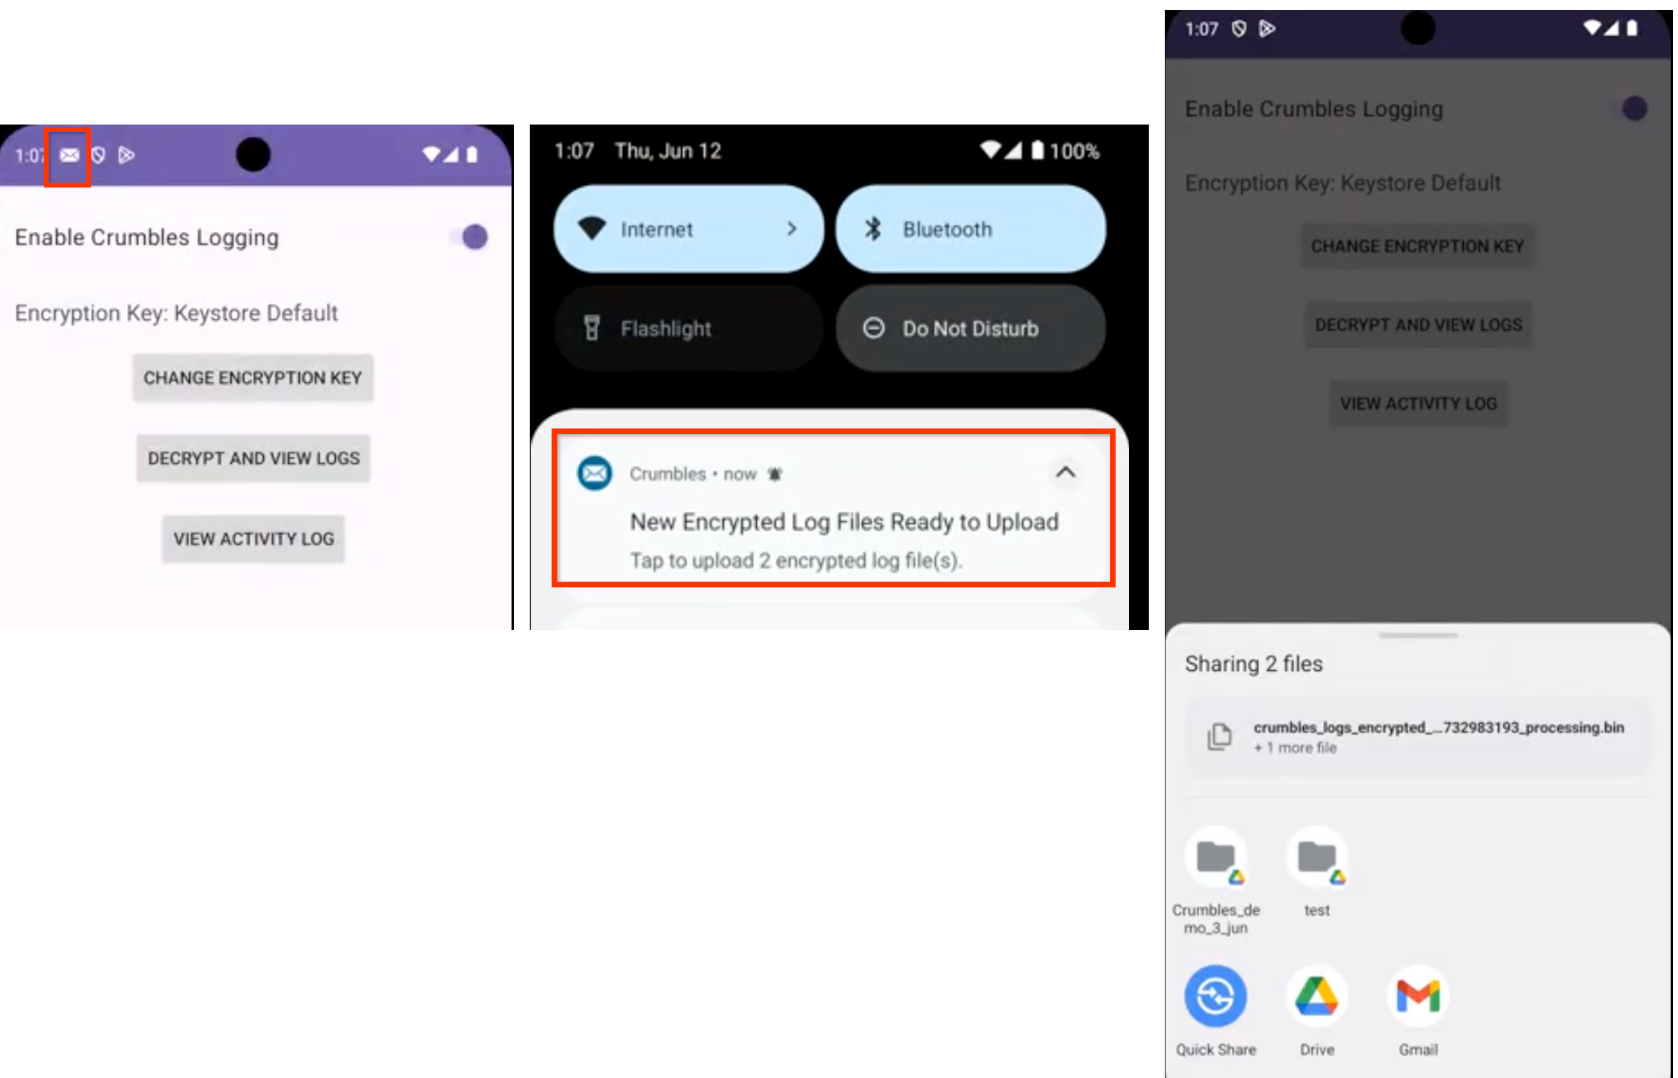 1:07
Enable Crumbles Logging
Encryption Key: Keystore Default
CHANGE ENCRYPTION KEY
DECRYPT AND VIEW LOGS
VIEW ACTIVITY LOG
1:07 Thu, Jun 12 100%
Internet
Bluetooth
Flashlight
Do Not Disturb
Crumbles • now
New Encrypted Log Files Ready to Upload
Tap to upload 2 encrypted log file(s).
1:07
Enable Crumbles Logging
Encryption Key: Keystore Default
CHANGE ENCRYPTION KEY
DECRYPT AND VIEW LOGS
VIEW ACTIVITY LOG
Sharing 2 files
crumbles_logs_encrypted_...732983193_processing.bin
+ 1 more file
Crumbles_de
mo_3_jun
test
Quick Share
Drive
Gmail